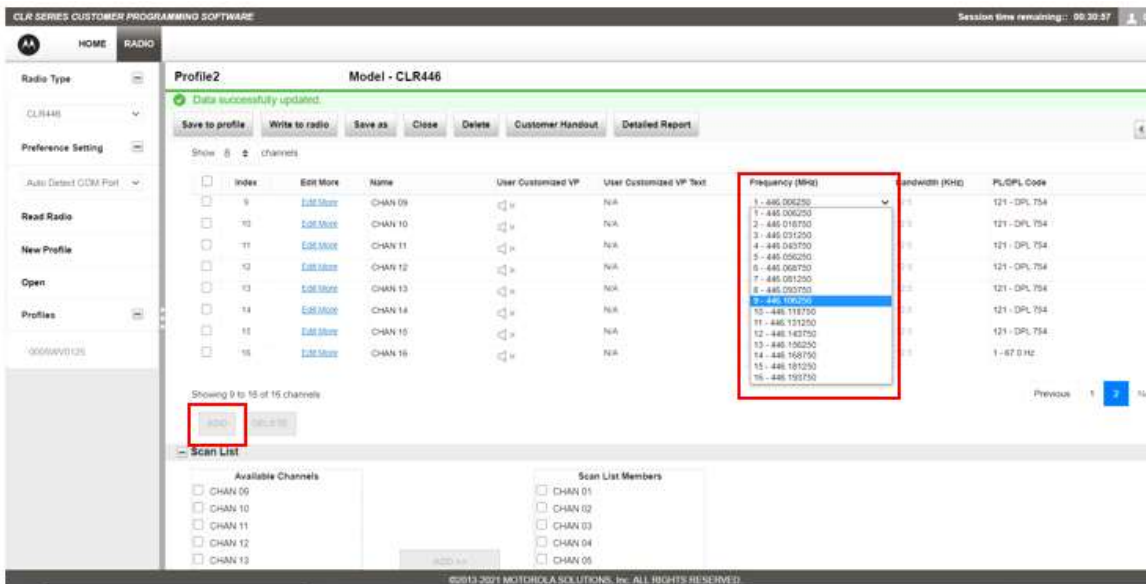 CLR SERIES CUSTOMER PROGRAMMING SOFTWARE Session time remaining:: 00:30:57
HOME RADIO
Radio Type
CLR446
Preference Setting
Auto Detect COM Port
Read Radio
New Profile
Open
Profiles
Profile2 Model - CLR446
Data successfully updated.
Save to profile Write to radio Save as Close Delete Customer Handout Detailed Report
Show 8 channels
Index Edit More Name User Customized VP User Customized VP Text Frequency (MHz) Bandwidth (KHz) PL/DPL Code
9 Edit More CHAN 09 N/A 1 - 446.006250 121 - DPL 754
10 Edit More CHAN 10 N/A 121 - DPL 754
11 Edit More CHAN 11 N/A 121 - DPL 754
12 Edit More CHAN 12 N/A 121 - DPL 754
13 Edit More CHAN 13 N/A 121 - DPL 754
14 Edit More CHAN 14 N/A 121 - DPL 754
15 Edit More CHAN 15 N/A 121 - DPL 754
16 Edit More CHAN 16 N/A 1 - 67.0 Hz
1 - 446.006250
2 - 446.018750
3 - 446.031250
4 - 446.043750
5 - 446.056250
6 - 446.068750
7 - 446.081250
8 - 446.093750
9 - 446.106250
10 - 446.118750
11 - 446.131250
12 - 446.143750
13 - 446.156250
14 - 446.168750
15 - 446.181250
16 - 446.193750
Showing 9 to 16 of 16 channels
Previous 1 2
ADD DELETE
Scan List
Available Channels
CHAN 09
CHAN 10
CHAN 11
CHAN 12
CHAN 13
ADD >>
Scan List Members
CHAN 01
CHAN 02
CHAN 03
CHAN 04
CHAN 05
©2013-2021 MOTOROLA SOLUTIONS, Inc. ALL RIGHTS RESERVED.